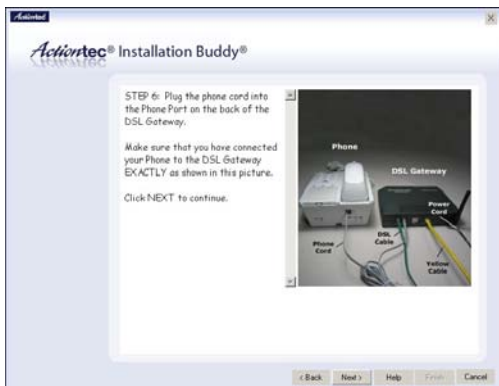 Actiontec
Actiontec® Installation Buddy®
STEP 6: Plug the phone cord into
the Phone Port on the back of the
DSL Gateway.
Make sure that you have connected
your Phone to the DSL Gateway
EXACTLY as shown in this picture.
Click NEXT to continue.
Phone
DSL Gateway
Power
Cord
DSL
Cable
Phone
Cord
Yellow
Cable
< Back Next > Help Finish Cancel